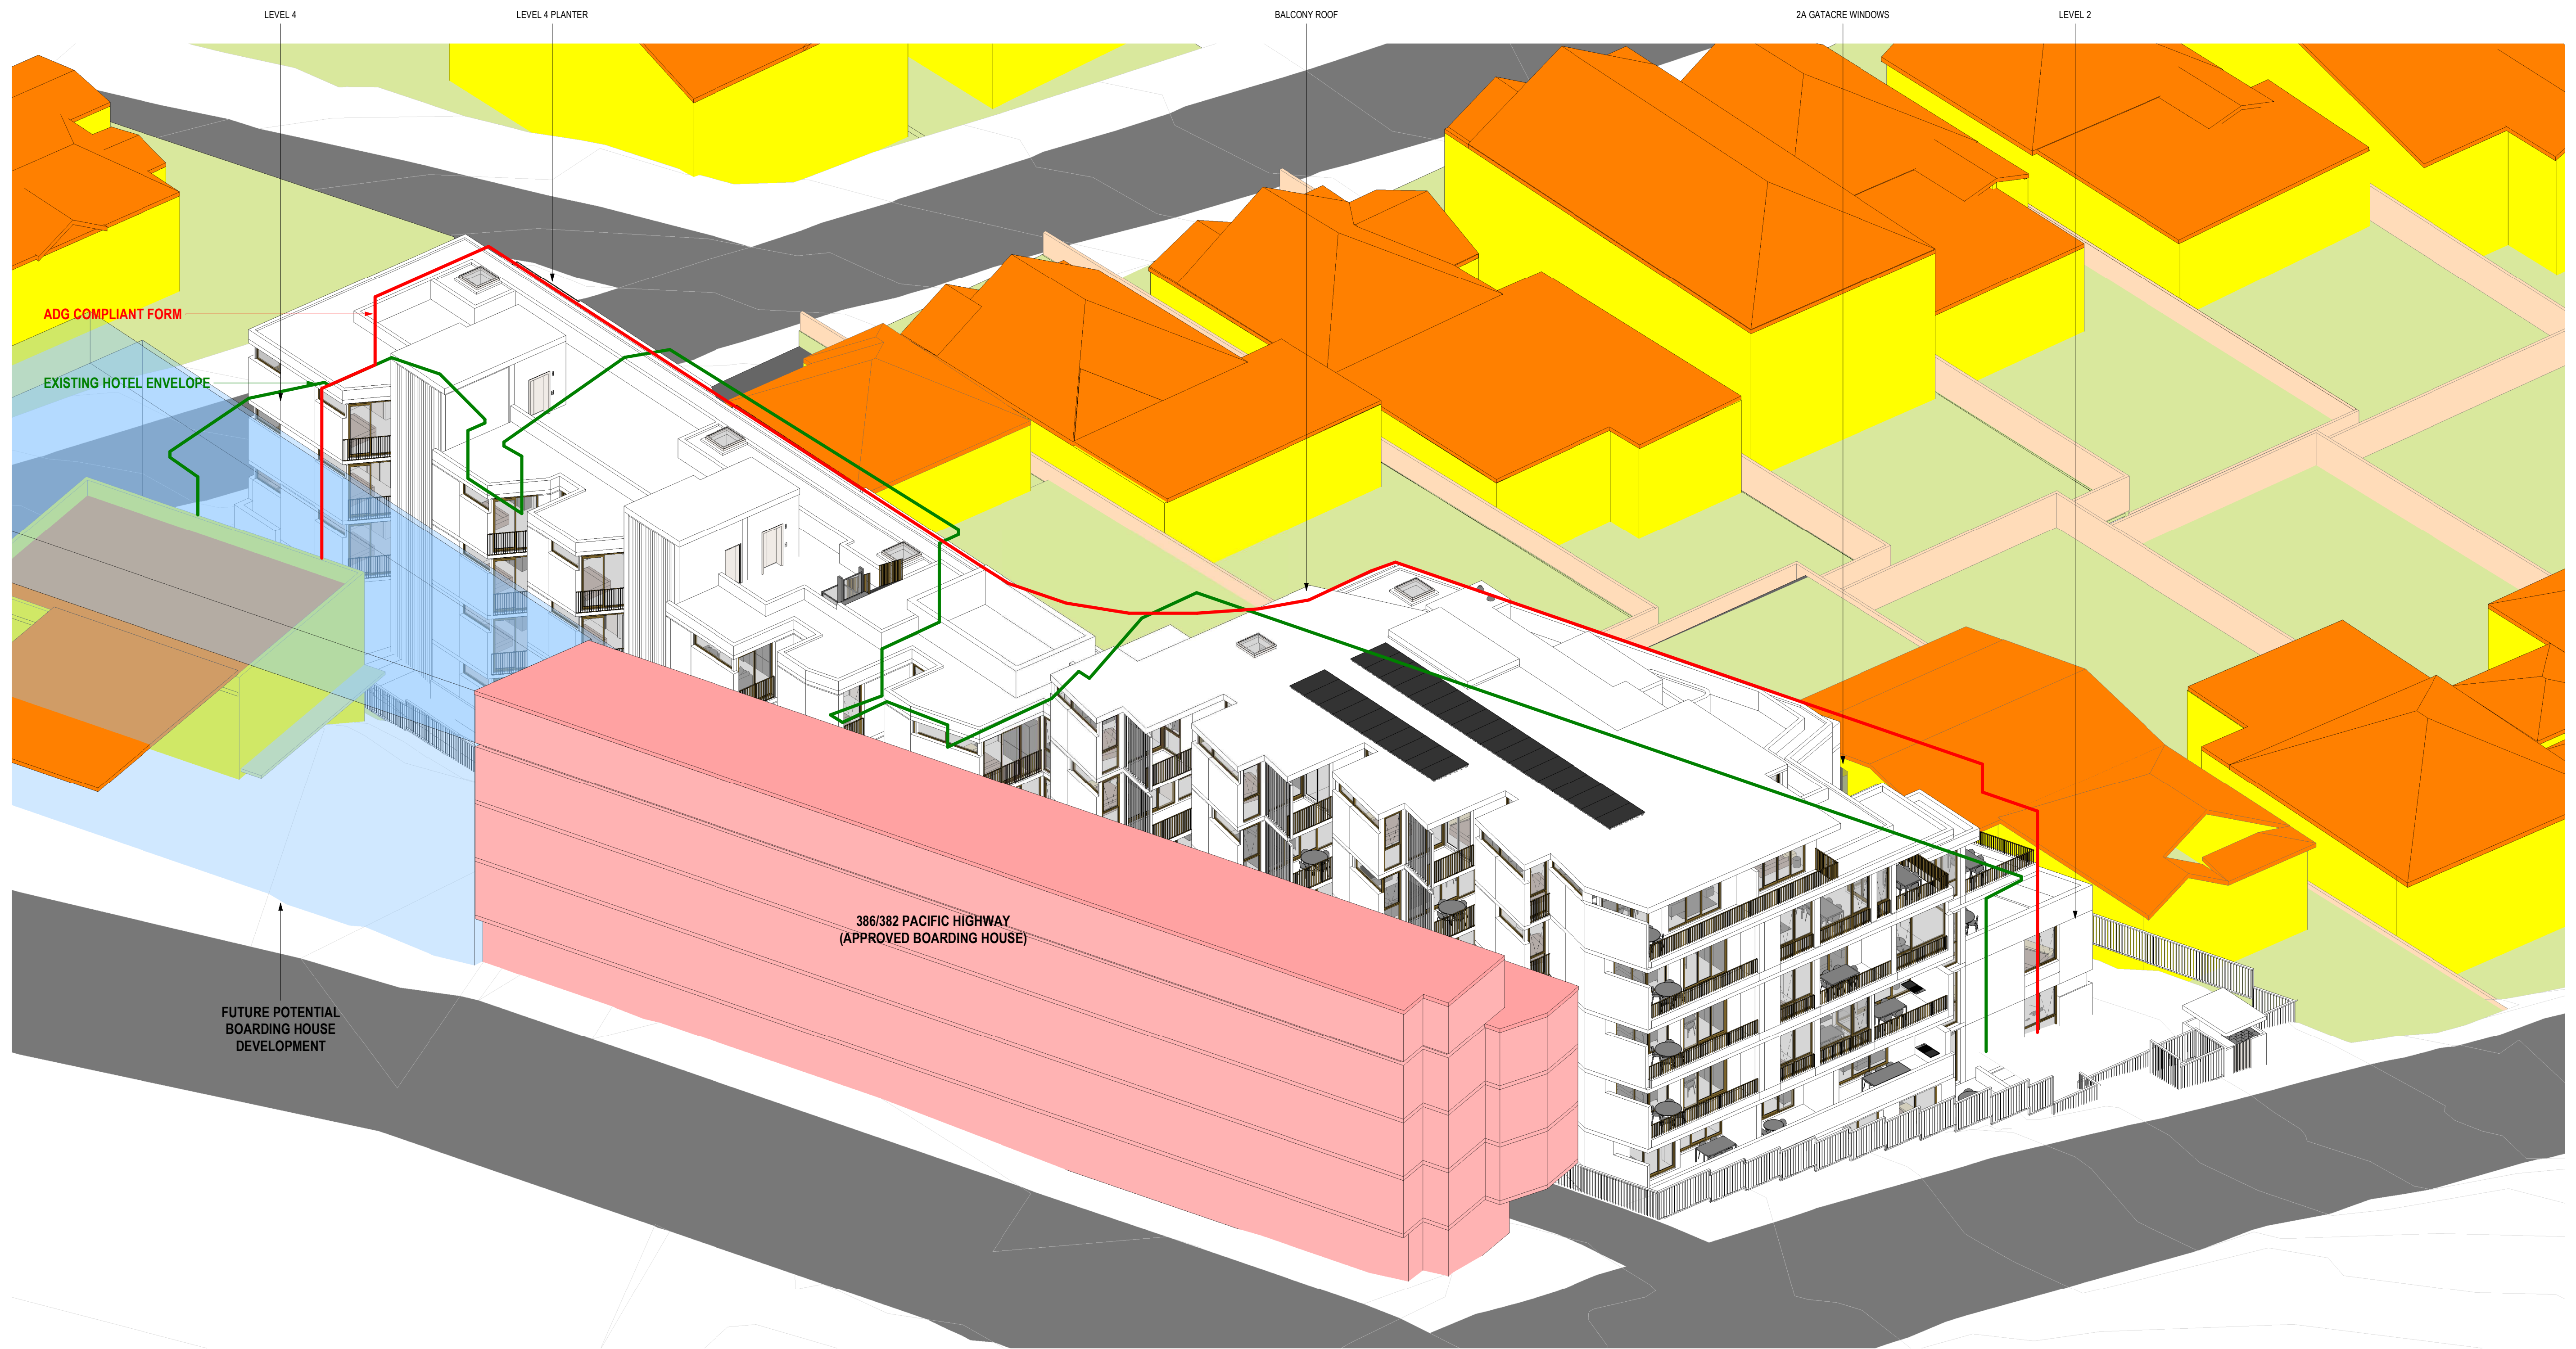 LEVEL 4
LEVEL 4 PLANTER
BALCONY ROOF
2A GATACRE WINDOWS
LEVEL 2
ADG COMPLIANT FORM
EXISTING HOTEL ENVELOPE
386/382 PACIFIC HIGHWAY
(APPROVED BOARDING HOUSE)
FUTURE POTENTIAL
BOARDING HOUSE
DEVELOPMENT